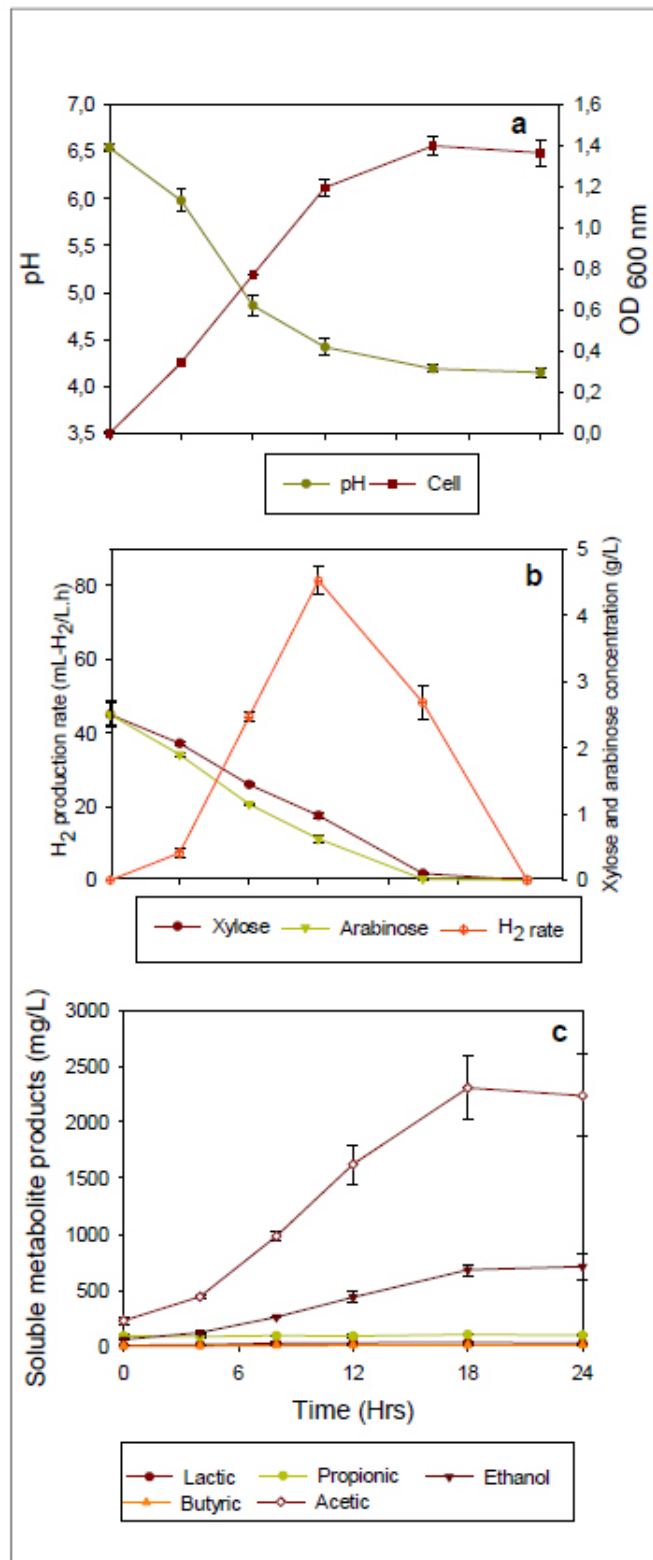 a
7,0
6,5
6,0
5,5
5,0
4,5
4,0
3,5
pH
1,6
1,4
1,2
1,0
0,8
0,6
0,4
0,2
0,0
OD 600 nm
pH Cell
b
80
60
40
20
0
H2 production rate (mL-H2/L.h)
5
4
3
2
1
0
Xylose and arabinose concentration (g/L)
Xylose Arabinose H2 rate
c
3000
2500
2000
1500
1000
500
0
Soluble metabolite products (mg/L)
0 6 12 18 24
Time (Hrs)
Lactic Propionic Ethanol
Butyric Acetic